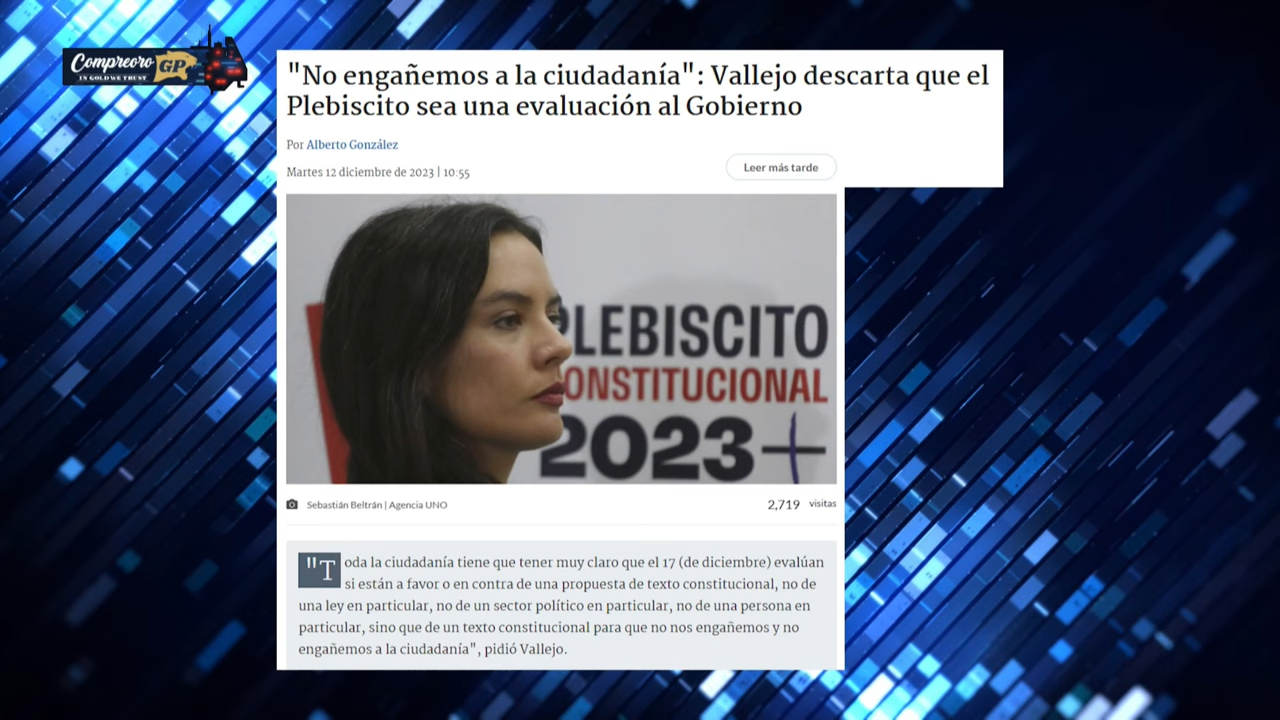 Compreoro GP
IN GOLD WE TRUST
"No engañemos a la ciudadanía": Vallejo descarta que el
Plebiscito sea una evaluación al Gobierno
Por Alberto González
Martes 12 diciembre de 2023 | 10:55
Leer más tarde
PLEBISCITO
CONSTITUCIONAL
2023
Sebastián Beltrán | Agencia UNO
2,719 visitas
"Toda la ciudadanía tiene que tener muy claro que el 17 (de diciembre) evalúan
si están a favor o en contra de una propuesta de texto constitucional, no de
una ley en particular, no de un sector político en particular, no de una persona en
particular, sino que de un texto constitucional para que no nos engañemos y no
engañemos a la ciudadanía", pidió Vallejo.